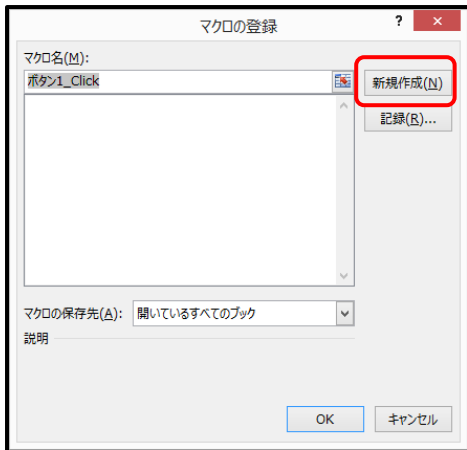 マクロの登録
? ×
マクロ名(M):
ボタン1_Click
新規作成(N)
記録(R)...
マクロの保存先(A): 開いているすべてのブック
説明
OK キャンセル